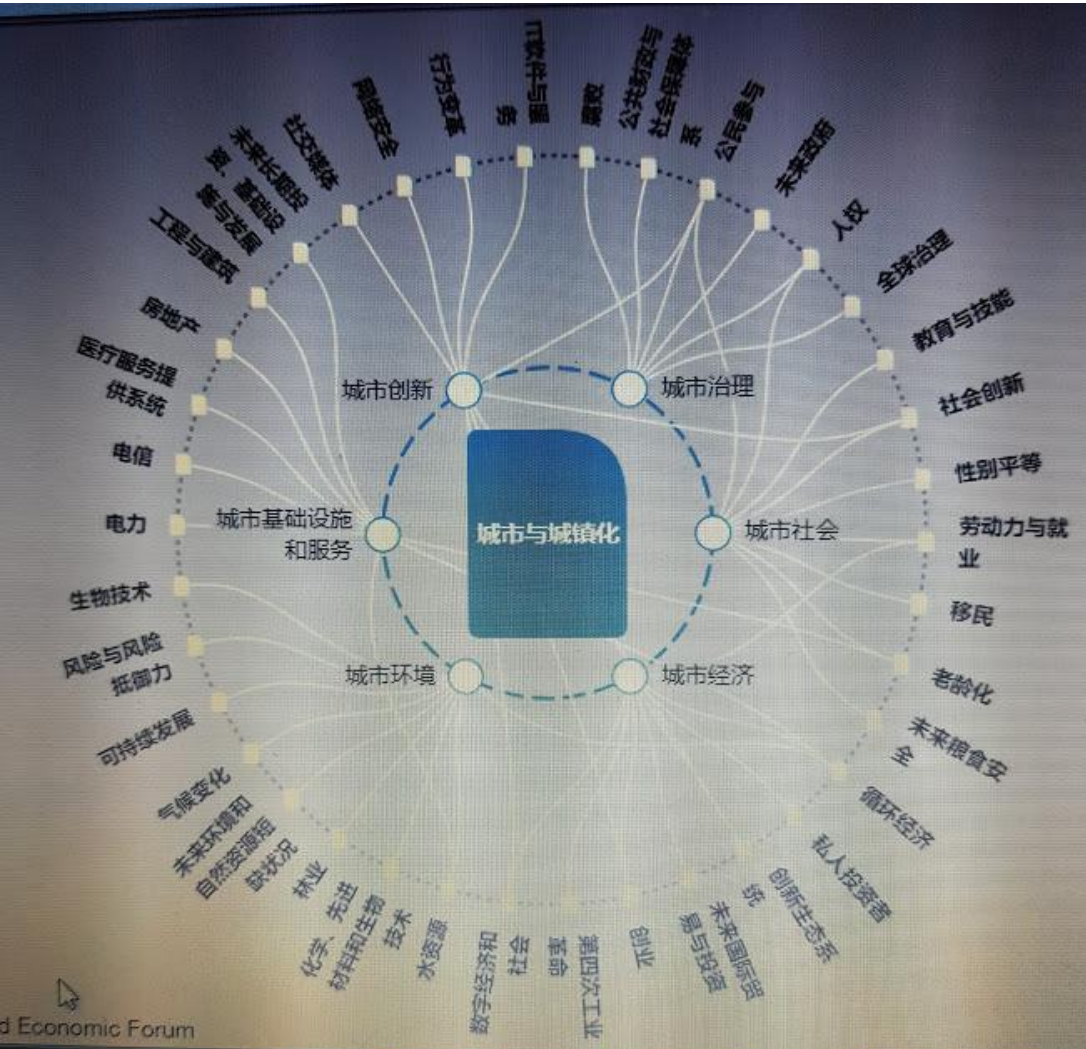 城市与城镇化
城市创新
城市治理
城市社会
城市经济
城市环境
城市基础设施
和服务
IT软件与服
务
腐败
公共财政与
社会保障体
系
公民参与
未来政府
人权
全球治理
教育与技能
社会创新
性别平等
劳动力与就
业
移民
老龄化
未来粮食安
全
循环经济
私人投资者
创新生态系
统
未来国际贸
易与投资
创业
第四次工业
革命
数字经济和
社会
水资源
化学、先进
材料和生物
技术
林业
未来环境和
自然资源短
缺状况
气候变化
可持续发展
风险与风险
抵御力
生物技术
电力
电信
医疗服务提
供系统
房地产
工程与建筑
未来长期投
资、基础设
施与发展
社交媒体
网络安全
行为变革
d Economic Forum